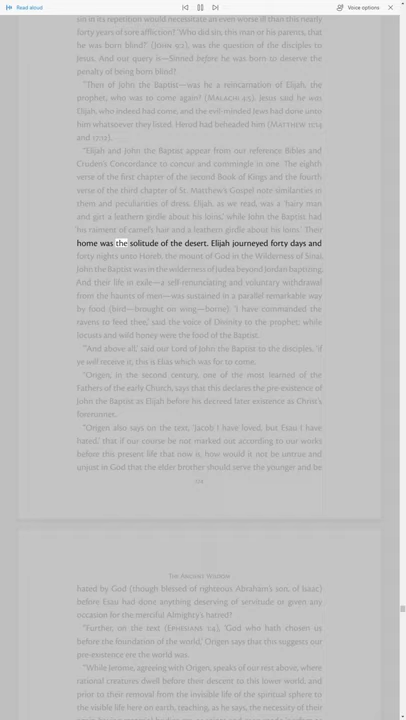 Read aloud
Voice options
sis in its repetition would necessitate an even worse ill than this nearly
forty years of sore affliction! 'Who did sin, this man or his parents, that
he was born blind?' (JOHN 9:2), was the question of the disciples to
Jesus. And our query is—Sinned before he was born to deserve the
penalty of being born blind?
"Then of John the Baptist—was he a reincarnation of Elijah, the
prophet, who was to come again? (MALACHI 4:5). Jesus said he was
Elijah, who indeed had come, and the evil-minded Jews had done unto
him whatsoever they listed. Herod had beheaded him (MATTHEW 11:14
and 17:12).
"Elijah and John the Baptist appear from our reference Bibles and
Cruden's Concordance to concur and commingle in one. The eighth
verse of the first chapter of the second Book of Kings and the fourth
verse of the third chapter of St. Matthew's Gospel note similarities in
them and peculiarities of dress. Elijah, as we read, was a 'hairy man
and girt a leathern girdle about his loins,' while John the Baptist had
'his raiment of camel's hair and a leathern girdle about his loins.' Their
home was the solitude of the desert. Elijah journeyed forty days and
forty nights unto Horeb, the mount of God in the Wilderness of Sinai.
John the Baptist was in the wilderness of Judea beyond Jordan baptizing.
And their life in exile—a self-renunciating and voluntary withdrawal
from the haunts of men—was sustained in a parallel remarkable way
by food (bird—brought on wing—borne): 'I have commanded the
ravens to feed thee,' said the voice of Divinity to the prophet; while
locusts and wild honey were the food of the Baptist.
"'And above all,' said our Lord of John the Baptist to the disciples, 'if
ye will receive it, this is Elias which was for to come.'
"Origen, in the second century, one of the most learned of the
Fathers of the early Church, says that this declares the pre-existence of
John the Baptist as Elijah before his decreed later existence as Christ's
forerunner.
"Origen also says on the text, 'Jacob I have loved, but Esau I have
hated,' that if our course be not marked out according to our works
before this present life that now is, how would it not be untrue and
unjust in God that the elder brother should serve the younger and be
THE ANCIENT WISDOM
hated by God (though blessed of righteous Abraham's son, of Isaac)
before Esau had done anything deserving of servitude or given any
occasion for the merciful Almighty's hatred?
"Further, on the text (EPHESIANS 1:4), 'God who hath chosen us
before the foundation of the world,' Origen says that this suggests our
pre-existence ere the world was.
"While Jerome, agreeing with Origen, speaks of our rest above, where
rational creatures dwell before their descent to this lower world, and
prior to their removal from the invisible life of the spiritual sphere to
the visible life here on earth, teaching, as he says, the necessity of their